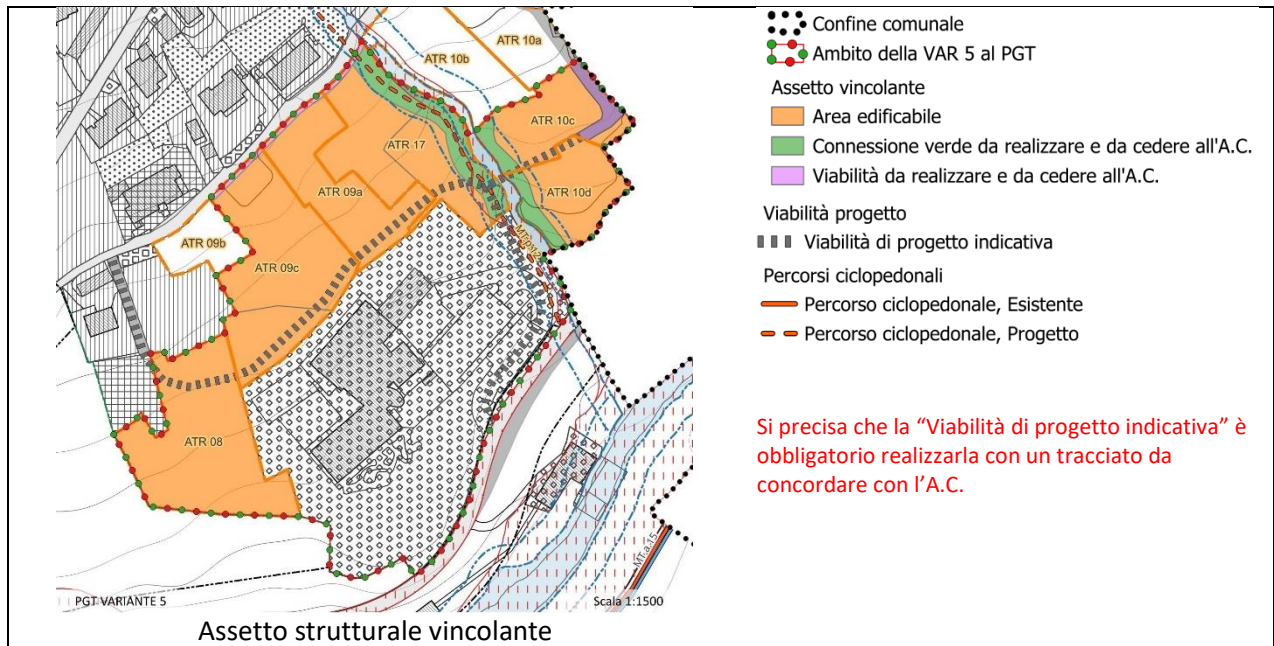 ATR 10a
ATR 10b
ATR 10c
ATR 17
ATR 09a
ATR 10d
ATR 09b
ATR 09c
ATR 08
MT.a.15
PGT VARIANTE 5
Scala 1:1500
Assetto strutturale vincolante
Confine comunale
Ambito della VAR 5 al PGT
Assetto vincolante
Area edificabile
Connessione verde da realizzare e da cedere all'A.C.
Viabilità da realizzare e da cedere all'A.C.
Viabilità progetto
Viabilità di progetto indicativa
Percorsi ciclopedonali
Percorso ciclopedonale, Esistente
Percorso ciclopedonale, Progetto
Si precisa che la “Viabilità di progetto indicativa” è
obbligatorio realizzarla con un tracciato da
concordare con l’A.C.